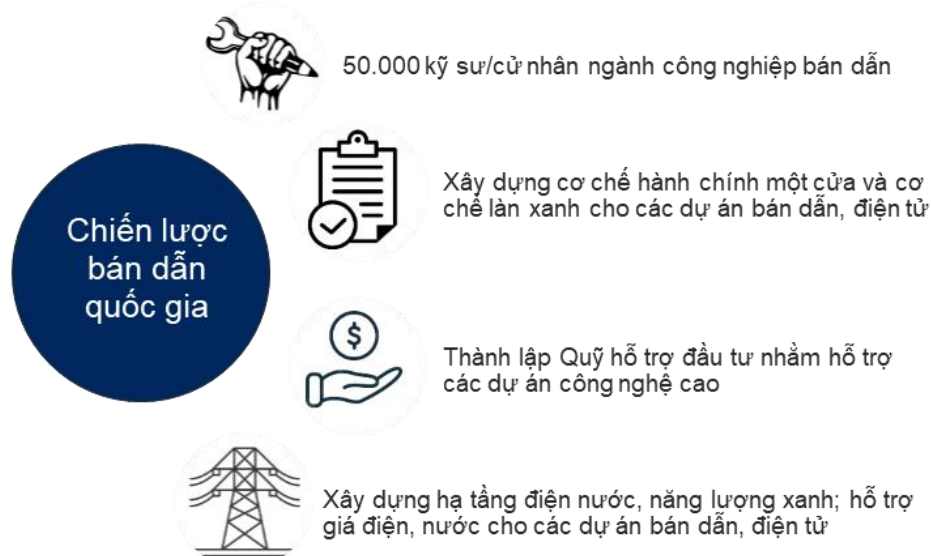 50.000 kỹ sư/cử nhân ngành công nghiệp bán dẫn
Xây dựng cơ chế hành chính một cửa và cơ
chế làn xanh cho các dự án bán dẫn, điện tử
Chiến lược
bán dẫn
quốc gia
$
Thành lập Quỹ hỗ trợ đầu tư nhằm hỗ trợ
các dự án công nghệ cao
Xây dựng hạ tầng điện nước, năng lượng xanh; hỗ trợ
giá điện, nước cho các dự án bán dẫn, điện tử